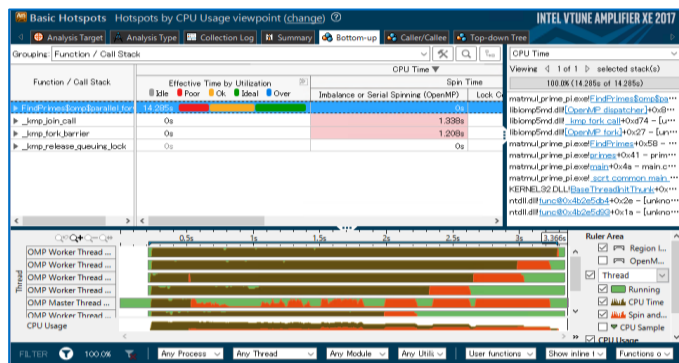 Basic Hotspots Hotspots by CPU Usage viewpoint (change)
INTEL VTUNE AMPLIFIER XE 2017
Analysis Target Analysis Type Collection Log Summary Bottom-up Caller/Callee Top-down Tree
Grouping: Function / Call Stack
CPU Time
Function / Call Stack
Effective Time by Utilization
Spin Time
Idle Poor Ok Ideal Over
Imbalance or Serial Spinning (OpenMP)
Lock Co
FindPrimes$omp$parallel_for
14.285s
0s
_kmp_join_call
0s
1.338s
_kmp_fork_barrier
0s
1.208s
_kmp_release_queuing_lock
0s
0s
CPU Time
Viewing 1 of 1 selected stack(s)
100.0% (14.285s of 14.285s)
matmul_prime_pi.exe!FindPrimes$omp$pa...
libiomp5md.dll![OpenMP dispatcher]+0x8...
libiomp5md.dll!_kmp_fork_call+0xd74 - [u...
libiomp5md.dll![OpenMP fork]+0x27 - [un...
matmul_prime_pi.exe!FindPrimes+0x58 - ...
matmul_prime_pi.exe!primes+0x41 - prim...
matmul_prime_pi.exe!main+0x4a - main.c...
matmul_prime_pi.exe!_scrt_common_main...
KERNEL32.DLL!BaseThreadInitThunk+0x...
ntdll.dll!func@0x4b2e5db4+0x2e - [unkno...
ntdll.dll!func@0x4b2e5d93+0x1a - [unkno...
0.5s 1s 1.5s 2s 2.5s 3s 3.366s
Thread
OMP Worker Thread ...
OMP Worker Thread ...
OMP Worker Thread ...
OMP Worker Thread ...
OMP Master Thread ...
OMP Worker Thread ...
CPU Usage
Ruler Area
Region I...
OpenM...
Thread
Running
CPU Time
Spin and...
CPU Sample
CPU Usage
FILTER 100.0% Any Process Any Thread Any Module Any Utili User functions Show inline f Functions o